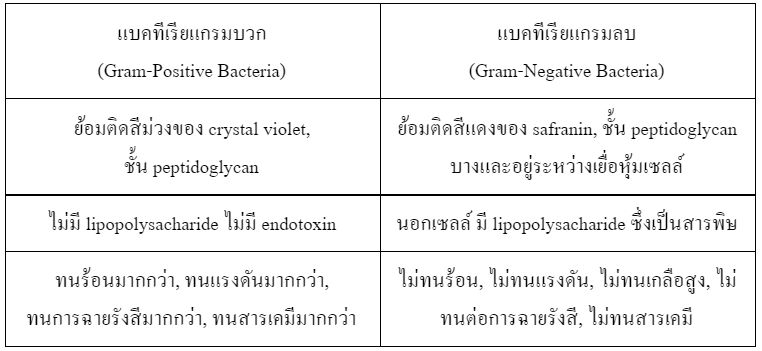 แบคทีเรียแกรมบวก
(Gram-Positive Bacteria)
แบคทีเรียแกรมลบ
(Gram-Negative Bacteria)
ย้อมติดสีม่วงของ crystal violet,
ชั้น peptidoglycan
ย้อมติดสีแดงของ safranin, ชั้น peptidoglycan
บางและอยู่ระหว่างเยื่อหุ้มเซลล์
ไม่มี lipopolysacharide ไม่มี endotoxin
นอกเซลล์ มี lipopolysacharide ซึ่งเป็นสารพิษ
ทนร้อนมากกว่า, ทนแรงดันมากกว่า,
ทนการฉายรังสีมากกว่า, ทนสารเคมีมากกว่า
ไม่ทนร้อน, ไม่ทนแรงดัน, ไม่ทนเกลือสูง, ไม่
ทนต่อการฉายรังสี, ไม่ทนสารเคมี